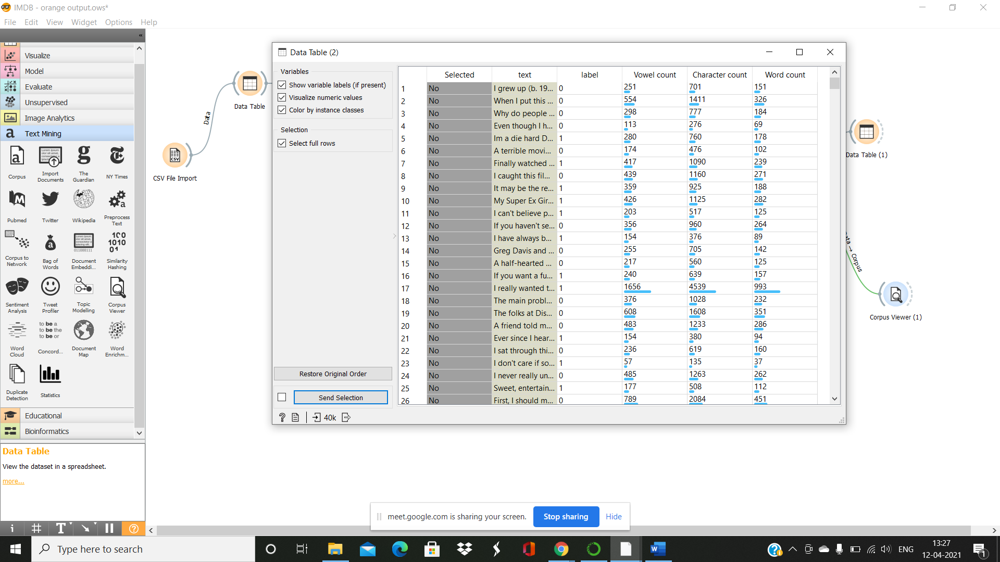 IMDB - orange output.ows*
File Edit View Widget Options Help
Visualize
Model
Evaluate
Unsupervised
Image Analytics
Text Mining
Corpus
Import Documents
The Guardian
NY Times
Pubmed
Twitter
Wikipedia
Preprocess Text
Corpus to Network
Bag of Words
Document Embeddi...
Similarity Hashing
Sentiment Analysis
Tweet Profiler
Topic Modelling
Corpus Viewer
Word Cloud
Concord...
Document Map
Word Enrichm...
Duplicate Detection
Statistics
Educational
Bioinformatics
Data Table
View the dataset in a spreadsheet.
more...
CSV File Import
Data
Data Table
Data Table (1)
Corpus
Corpus Viewer (1)
Data Table (2)
Variables
Show variable labels (if present)
Visualize numeric values
Color by instance classes
Selection
Select full rows
Restore Original Order
Send Selection
40k
Selected text label Vowel count Character count Word count
1 No I grew up (b. 19... 0 251 701 151
2 No When I put this ... 0 554 1411 326
3 No Why do people ... 0 298 777 184
4 No Even though I h... 0 113 276 69
5 No Im a die hard D... 1 280 760 178
6 No A terrible movi... 0 174 476 102
7 No Finally watched ... 1 417 1090 239
8 No I caught this fil... 0 439 1160 271
9 No It may be the re... 1 359 925 188
10 No My Super Ex Gir... 1 426 1125 282
11 No I can't believe p... 1 203 517 125
12 No If you haven't se... 0 356 960 264
13 No I have always b... 1 154 376 89
14 No Greg Davis and ... 0 255 705 142
15 No A half-hearted ... 0 217 560 125
16 No If you want a fu... 1 240 639 157
17 No I really wanted t... 1 1656 4539 993
18 No The main probl... 0 376 1028 232
19 No The folks at Dis... 0 608 1608 351
20 No A friend told m... 0 483 1233 286
21 No Ever since I hear... 1 154 380 94
22 No I sat through thi... 0 236 619 160
23 No I don't care if so... 1 57 135 37
24 No I never really un... 0 485 1263 262
25 No Sweet, entertain... 1 177 508 112
26 No First, I should m... 0 789 2084 451
meet.google.com is sharing your screen. Stop sharing Hide
Type here to search
ENG
13:27
12-04-2021
1